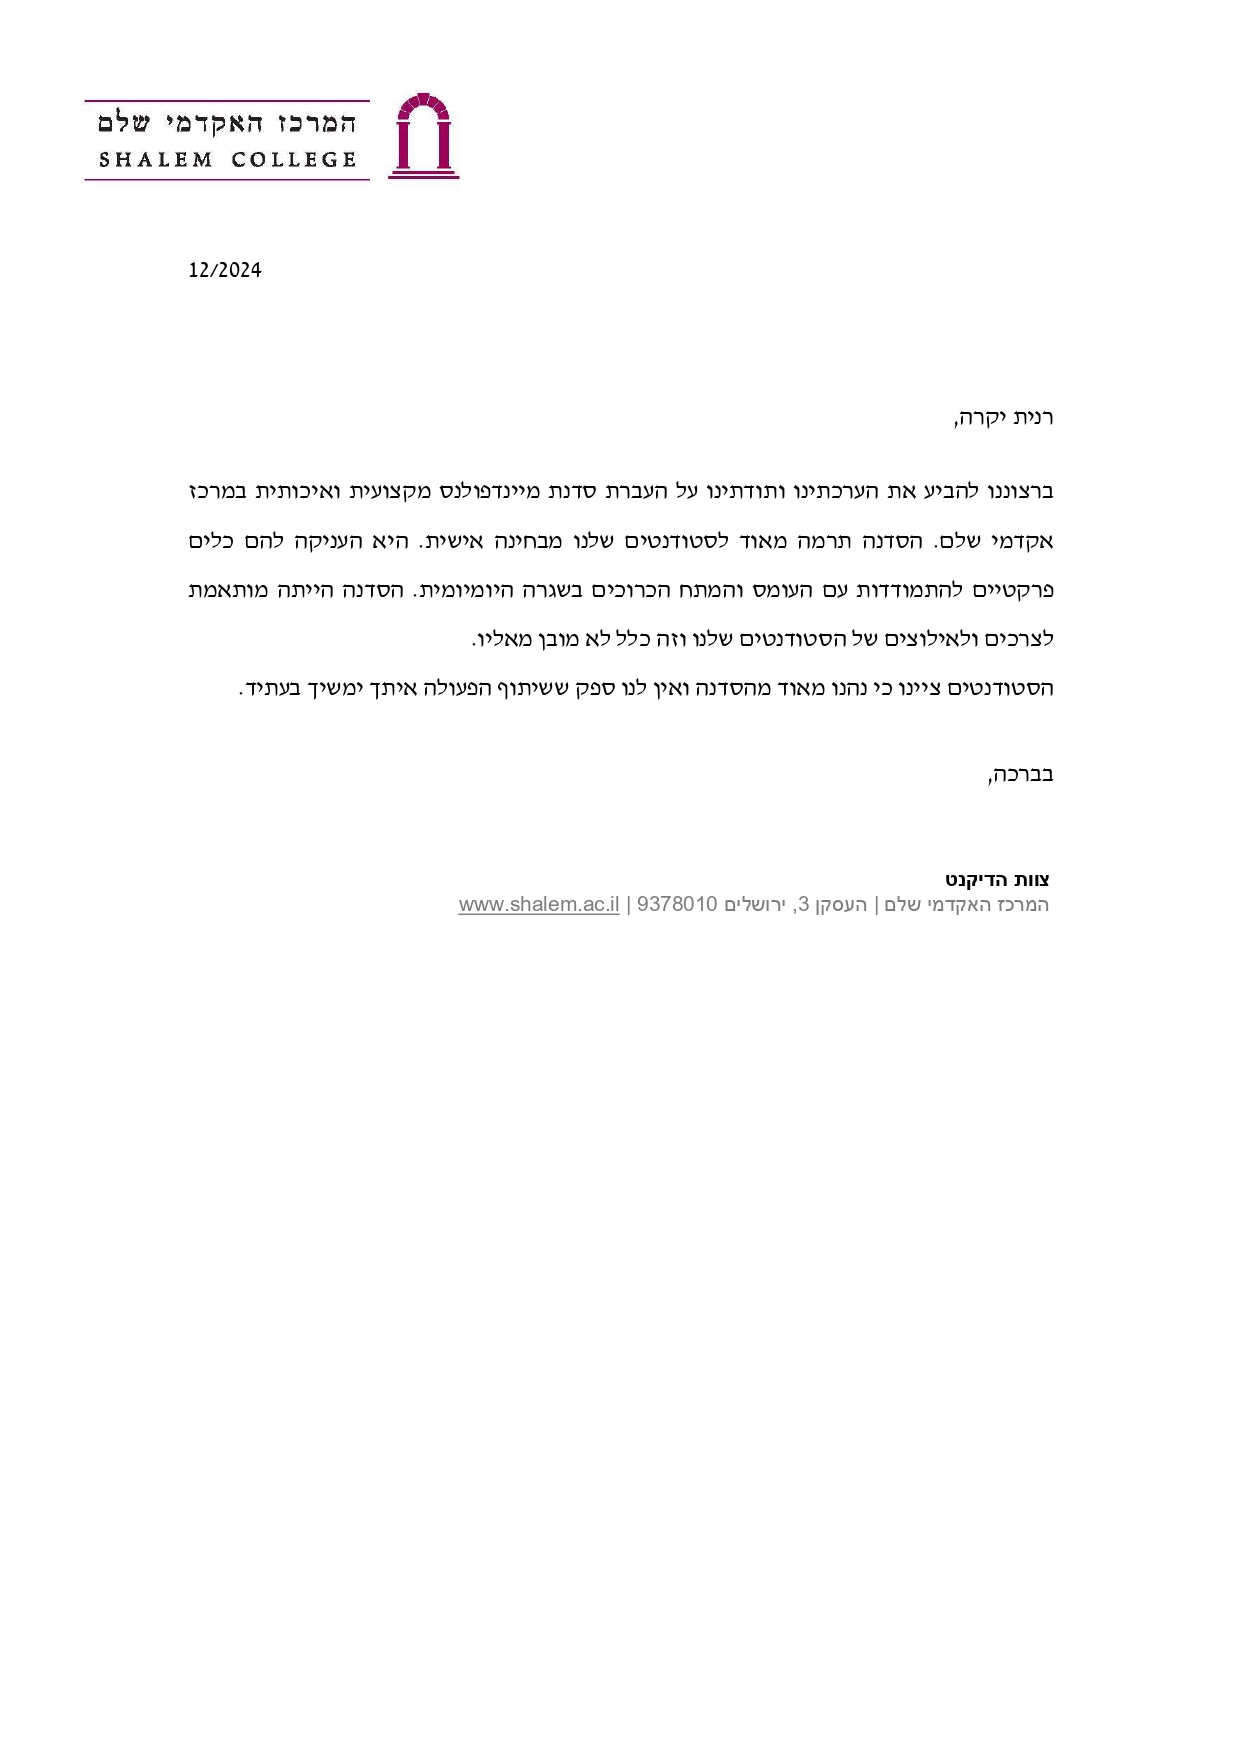 המרכז האקדמי שלם
SHALEM COLLEGE
12/2024
רנית יקרה,
ברצוננו להביע את הערכתינו ותודתינו על העברת סדנת מיינדפולנס מקצועית ואיכותית במרכז
אקדמי שלם. הסדנה תרמה מאוד לסטודנטים שלנו מבחינה אישית. היא העניקה להם כלים
פרקטיים להתמודדות עם העומס והמתח הכרוכים בשגרה היומיומית. הסדנה הייתה מותאמת
לצרכים ולאילוצים של הסטודנטים שלנו וזה כלל לא מובן מאליו.
הסטודנטים ציינו כי נהנו מאוד מהסדנה ואין לנו ספק ששיתוף הפעולה איתך ימשיך בעתיד.
בברכה,
צוות הדיקנט
המרכז האקדמי שלם | העסקן 3, ירושלים 9378010 | www.shalem.ac.il